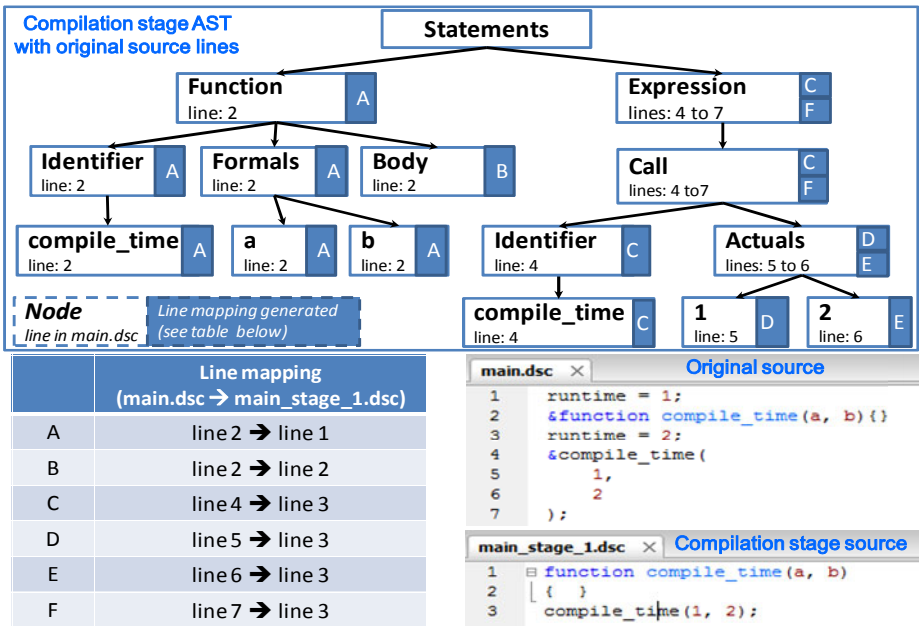 Compilation stage AST
with original source lines
Statements
Function
line: 2
A
Expression
lines: 4 to 7
C
F
Identifier
line: 2
A
Formals
line: 2
A
Body
line: 2
B
Call
lines: 4 to7
C
F
compile_time
line: 2
A
a
line: 2
A
b
line: 2
A
Identifier
line: 4
C
Actuals
lines: 5 to 6
D
E
Node
line in main.dsc
Line mapping generated
(see table below)
compile_time
line: 4
C
1
line: 5
D
2
line: 6
E
Line mapping
(main.dsc ➔ main_stage_1.dsc)
A line 2 ➔ line 1
B line 2 ➔ line 2
C line 4 ➔ line 3
D line 5 ➔ line 3
E line 6 ➔ line 3
F line 7 ➔ line 3
main.dsc × Original source
1 runtime = 1;
2 &function compile_time(a, b){}
3 runtime = 2;
4 &compile_time(
5 1,
6 2
7 );
main_stage_1.dsc × Compilation stage source
1 function compile_time(a, b)
2 { }
3 compile_time(1, 2);